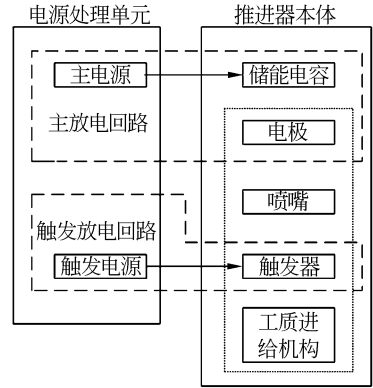 电源处理单元
推进器本体
主电源
储能电容
主放电回路
电极
喷嘴
触发放电回路
触发电源
触发器
工质进
给机构